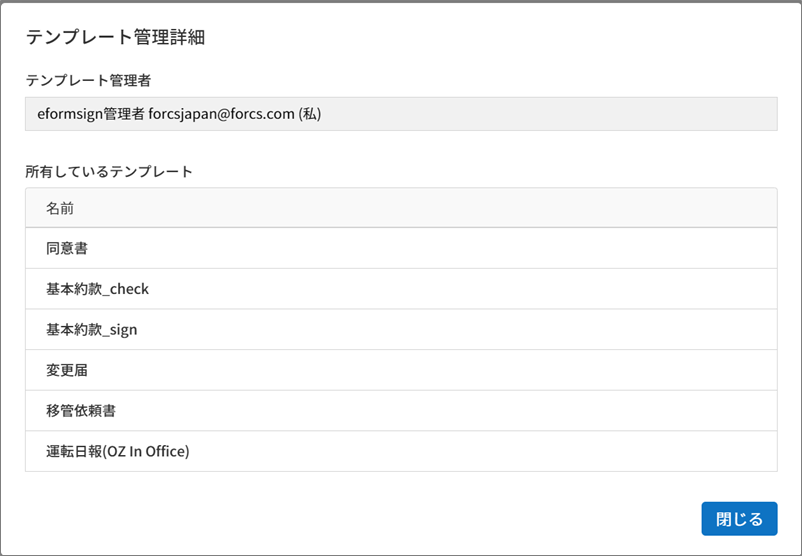 テンプレート管理詳細
テンプレート管理者
eformsign管理者 forcsjapan@forcs.com (私)
所有しているテンプレート
名前
同意書
基本約款_check
基本約款_sign
変更届
移管依頼書
運転日報(OZ In Office)
閉じる